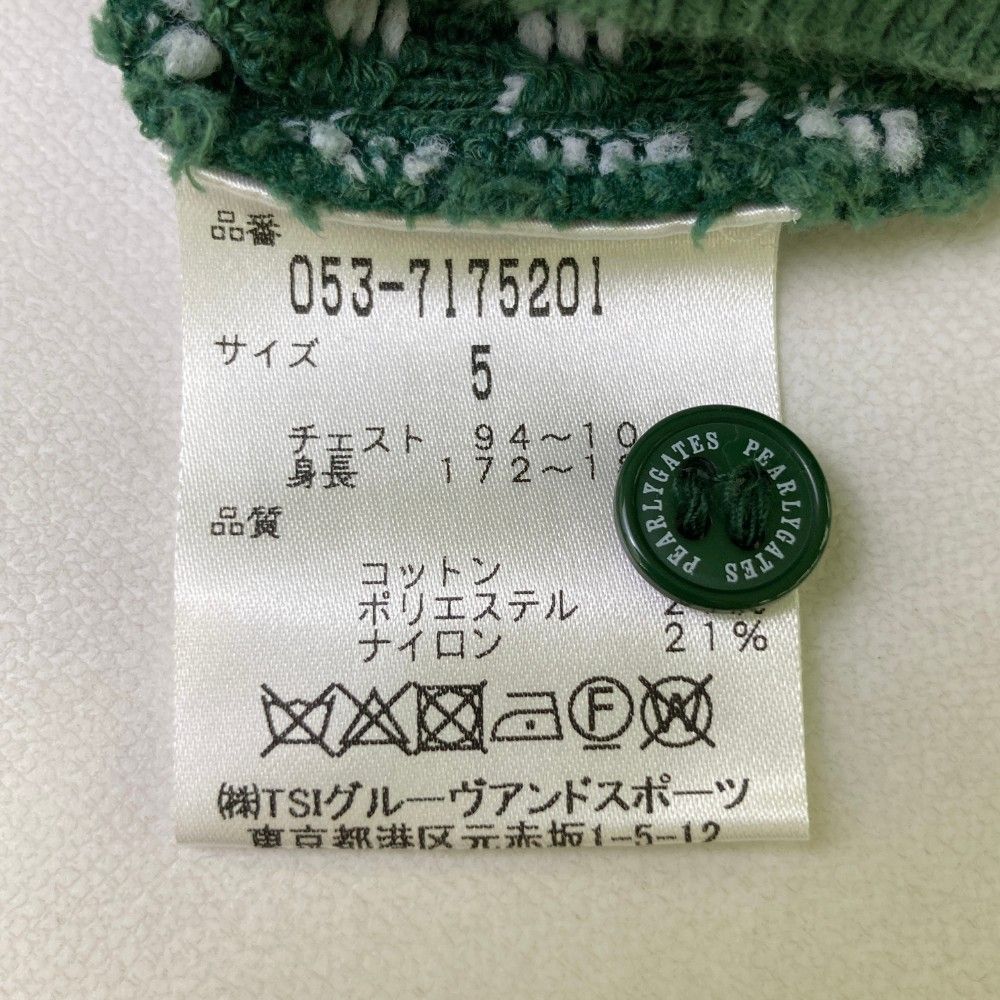 品番
053-7175201
サイズ 5
チェスト 94～10
身長 172～1
品質
コットン
ポリエステル 2
ナイロン 21%
F W
㈱TSIグルーヴアンドスポーツ
東京都港区元赤坂1-5-12
PEARLYGATES PEARLYGATES